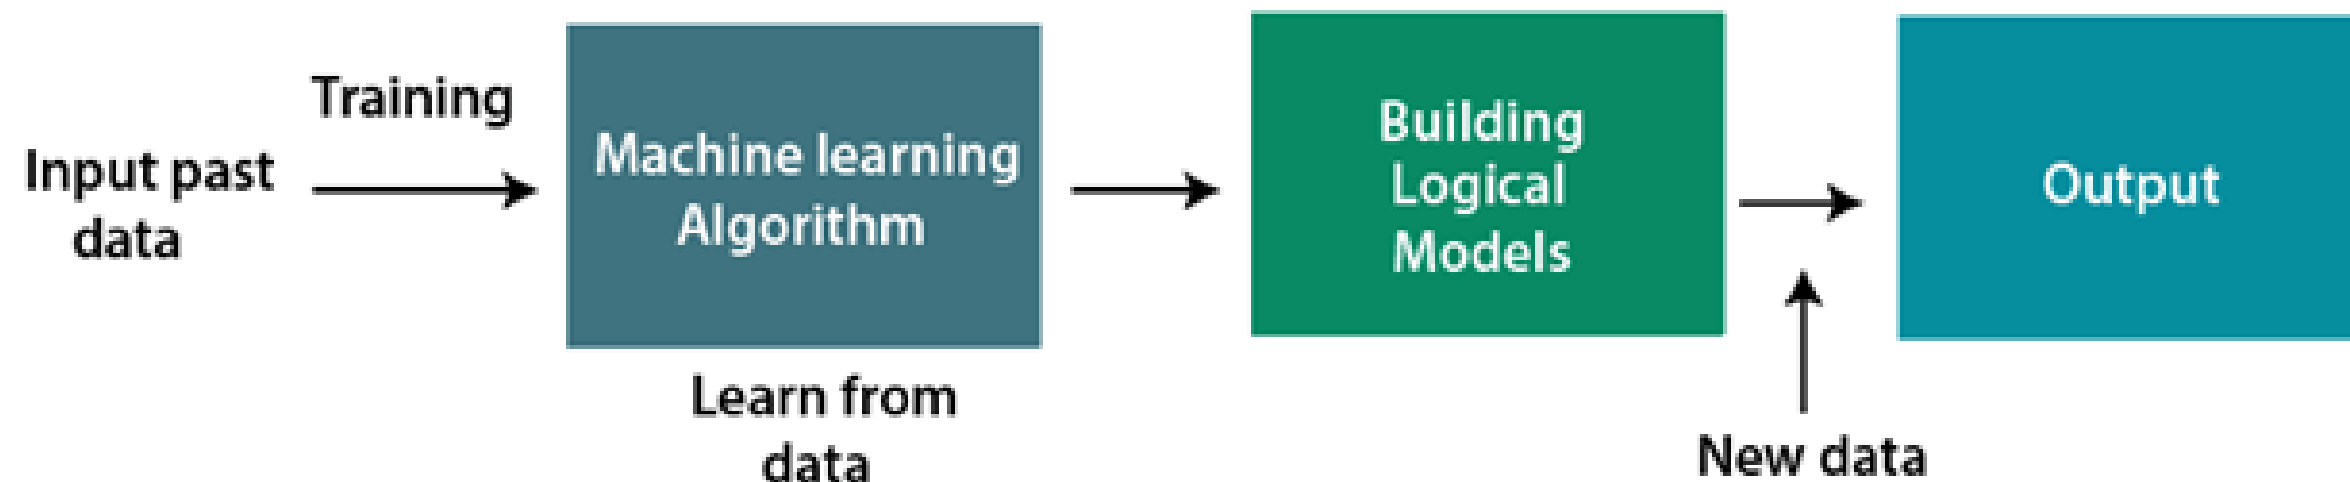 Training
Input past
data
Machine learning
Algorithm
Learn from
data
Building
Logical
Models
New data
Output